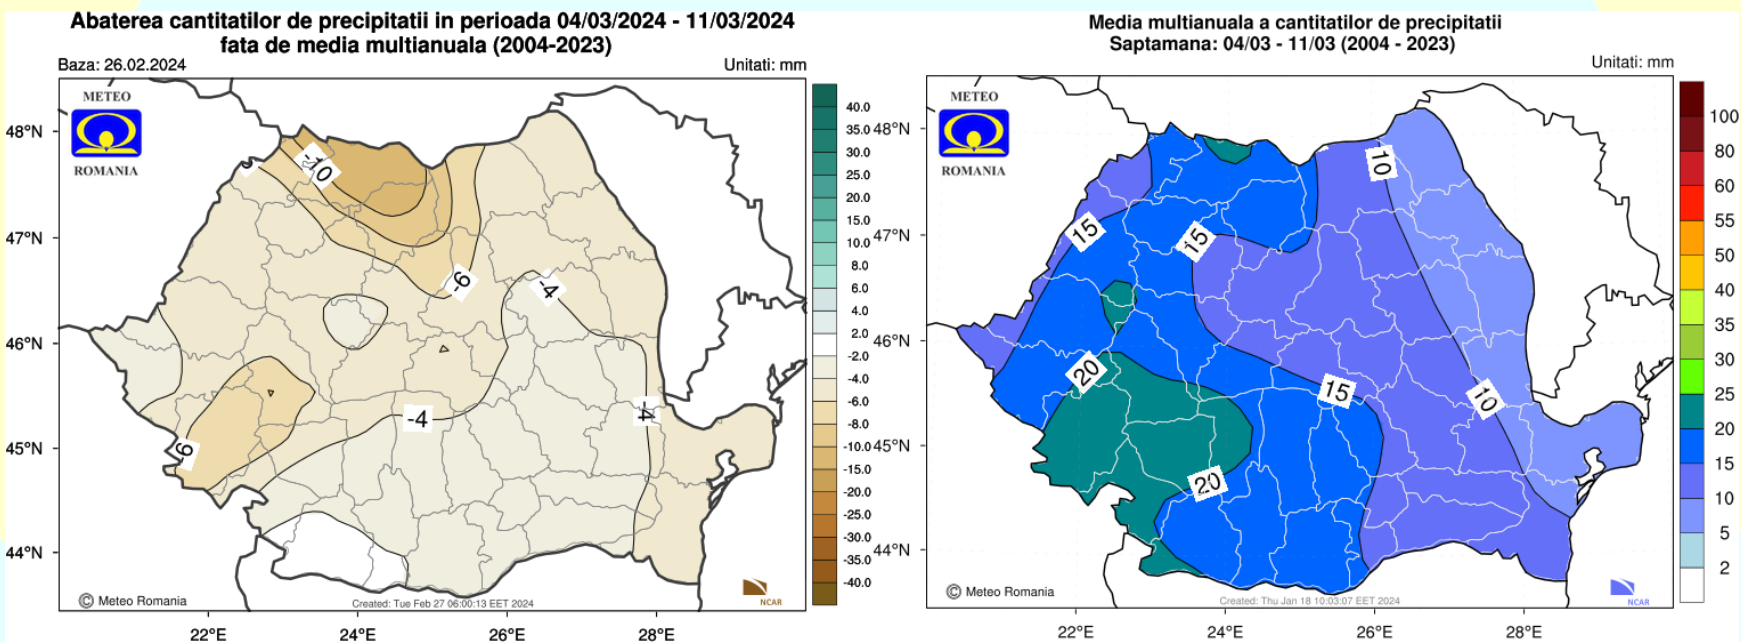 Abaterea cantitatilor de precipitatii in perioada 04/03/2024 - 11/03/2024
fata de media multianuala (2004-2023)
Baza: 26.02.2024
Unitati: mm
METEO
ROMANIA
48°N
47°N
46°N
45°N
44°N
-10
-6
-4
-4
-4
-6
40.0
35.0
30.0
25.0
20.0
15.0
10.0
8.0
6.0
4.0
2.0
-2.0
-4.0
-6.0
-8.0
-10.0
-15.0
-20.0
-25.0
-30.0
-35.0
-40.0
© Meteo Romania
Created: Tue Feb 27 06:00:13 EET 2024
NCAR
22°E
24°E
26°E
28°E
Media multianuala a cantitatilor de precipitatii
Saptamana: 04/03 - 11/03 (2004 - 2023)
Unitati: mm
METEO
ROMANIA
48°N
47°N
46°N
45°N
44°N
10
15
15
20
15
10
20
100
80
60
55
50
40
35
30
25
20
15
10
5
2
© Meteo Romania
Created: Thu Jan 18 10:03:07 EET 2024
NCAR
22°E
24°E
26°E
28°E